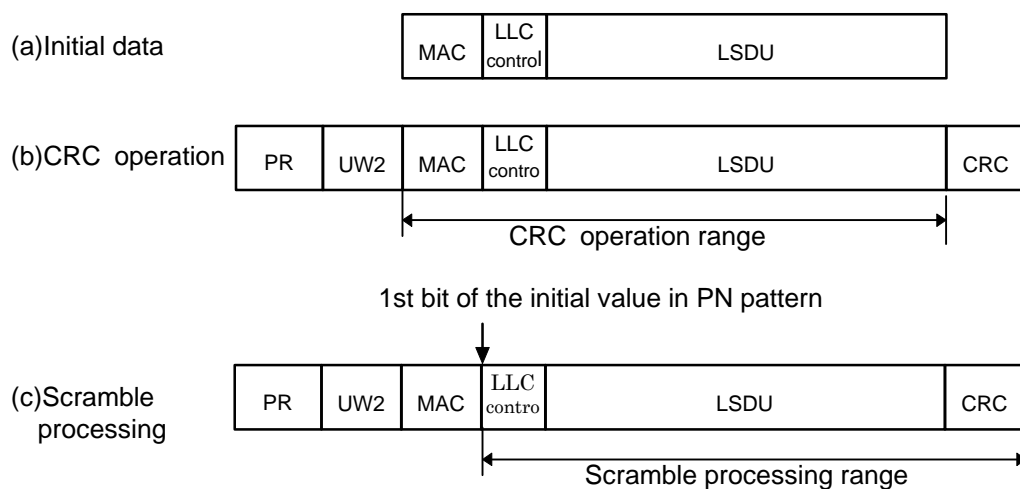 (a)Initial data
MAC
LLC
control
LSDU
(b)CRC operation
PR
UW2
MAC
LLC
contro
LSDU
CRC
CRC operation range
1st bit of the initial value in PN pattern
(c)Scramble
processing
PR
UW2
MAC
LLC
contro
LSDU
CRC
Scramble processing range